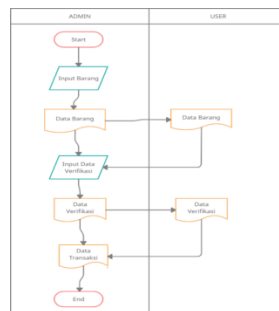 ADMIN
USER
Start
Input Barang
Data Barang
Data Barang
Input Data
Verifikasi
Data
Verifikasi
Data
Verifikasi
Data
Transaksi
End